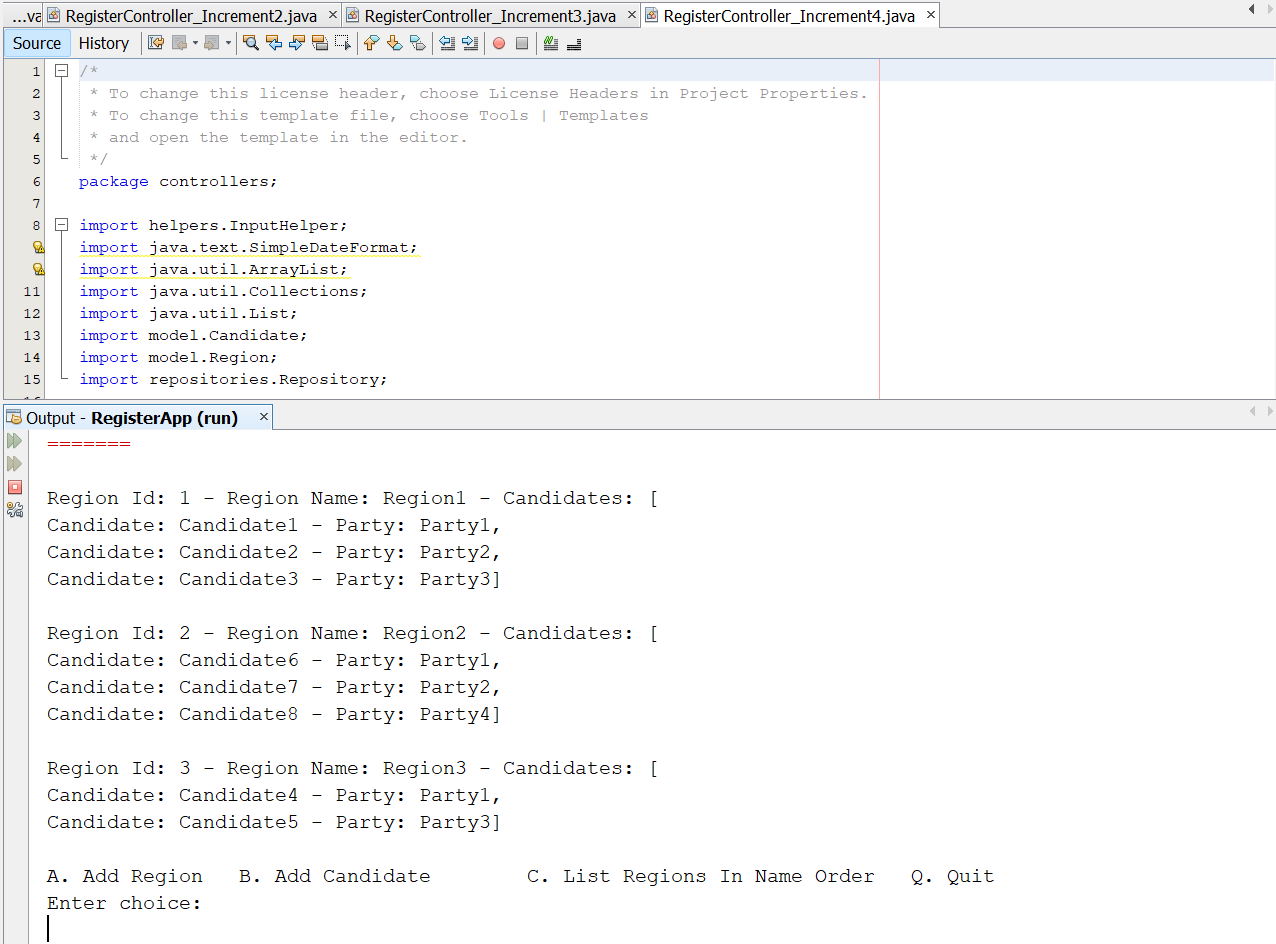 ...va RegisterController_Increment2.java × RegisterController_Increment3.java × RegisterController_Increment4.java ×
Source History
1 /*
2 * To change this license header, choose License Headers in Project Properties.
3 * To change this template file, choose Tools | Templates
4 * and open the template in the editor.
5 */
6 package controllers;
7
8 import helpers.InputHelper;
import java.text.SimpleDateFormat;
import java.util.ArrayList;
11 import java.util.Collections;
12 import java.util.List;
13 import model.Candidate;
14 import model.Region;
15 import repositories.Repository;
Output - RegisterApp (run) ×
=======
Region Id: 1 - Region Name: Region1 - Candidates: [
Candidate: Candidate1 - Party: Party1,
Candidate: Candidate2 - Party: Party2,
Candidate: Candidate3 - Party: Party3]
Region Id: 2 - Region Name: Region2 - Candidates: [
Candidate: Candidate6 - Party: Party1,
Candidate: Candidate7 - Party: Party2,
Candidate: Candidate8 - Party: Party4]
Region Id: 3 - Region Name: Region3 - Candidates: [
Candidate: Candidate4 - Party: Party1,
Candidate: Candidate5 - Party: Party3]
A. Add Region B. Add Candidate C. List Regions In Name Order Q. Quit
Enter choice: